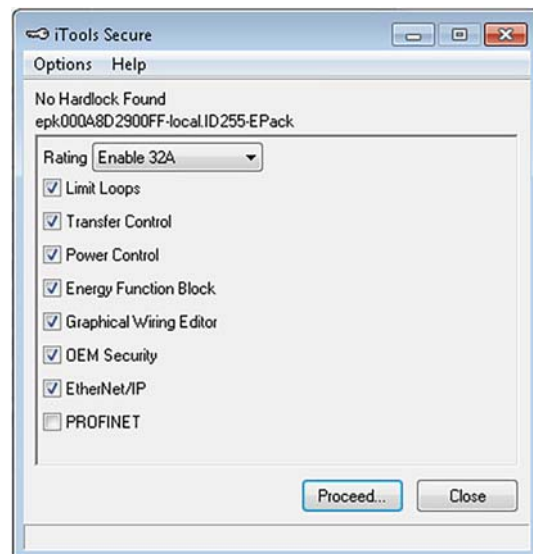 iTools Secure
Options Help
No Hardlock Found
epk000A8D2900FF-local.ID255-EPack
Rating Enable 32A
Limit Loops
Transfer Control
Power Control
Energy Function Block
Graphical Wiring Editor
OEM Security
EtherNet/IP
PROFINET
Proceed... Close